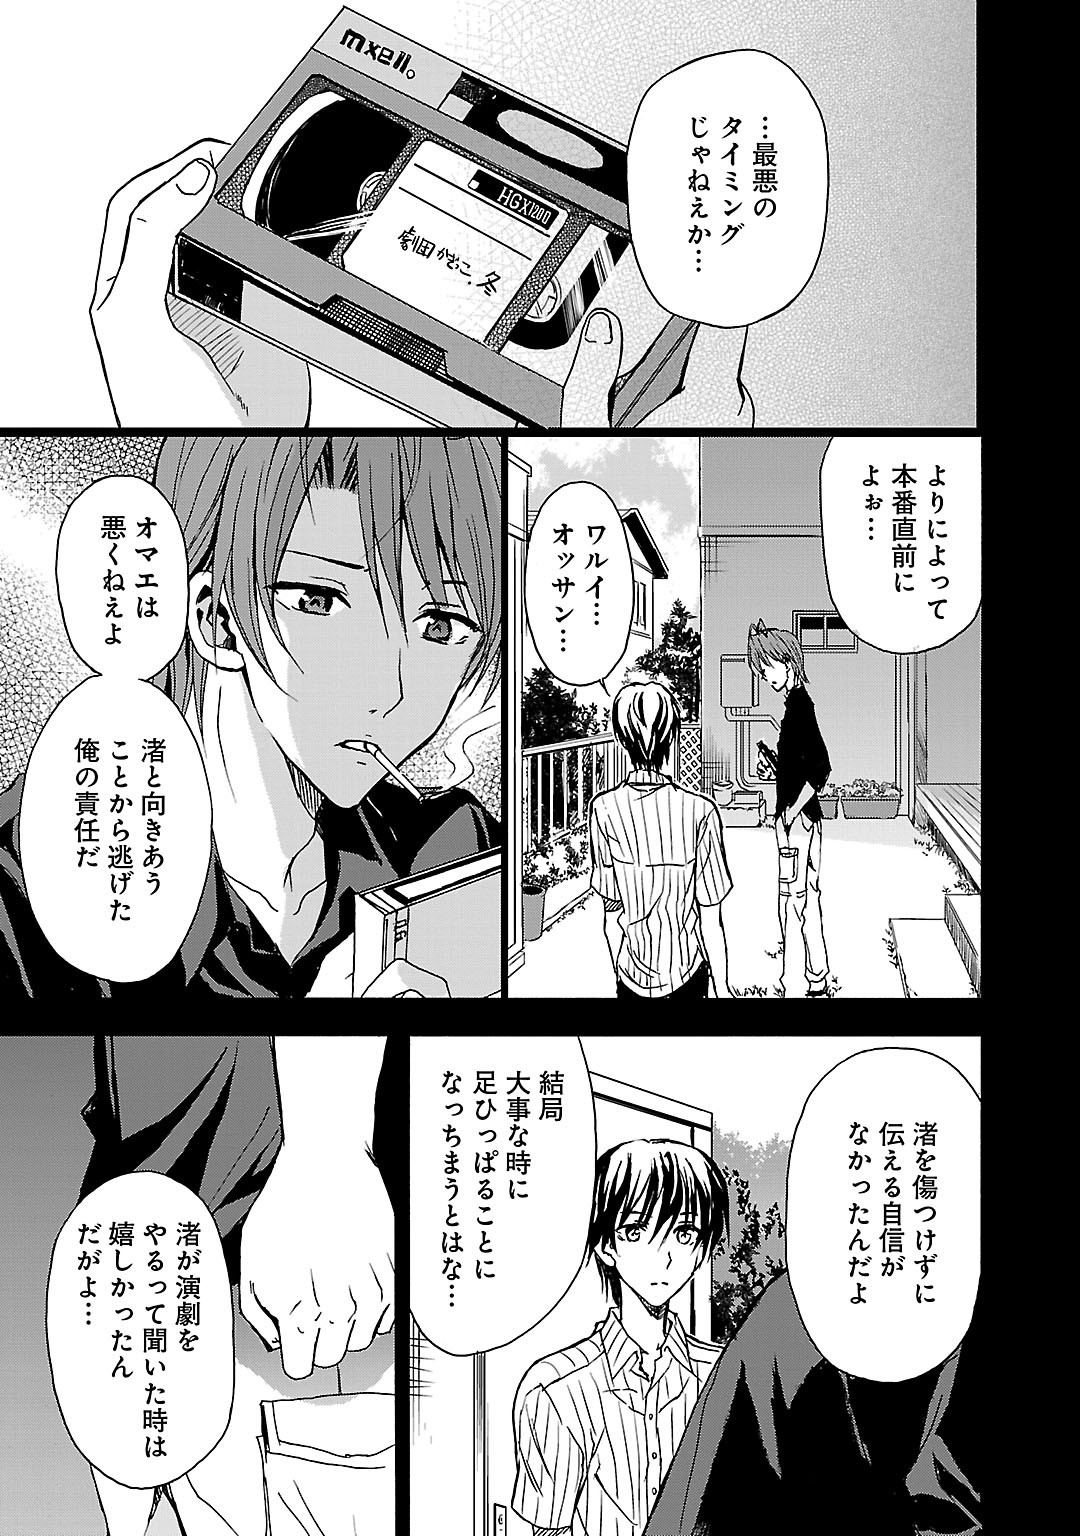 …最悪の
タイミング
じゃねえか…
mxell.
HGX1200
劇団かざっこ、冬
よりによって
本番直前に
よぉ…
ワルイ…
オッサン…
オマエは
悪くねえよ
渚と向きあう
ことから逃げた
俺の責任だ
渚を傷つけずに
伝える自信が
なかったんだよ
結局
大事な時に
足ひっぱることに
なっちまうとはな…
渚が演劇を
やるって聞いた時は
嬉しかったん
だがよ…